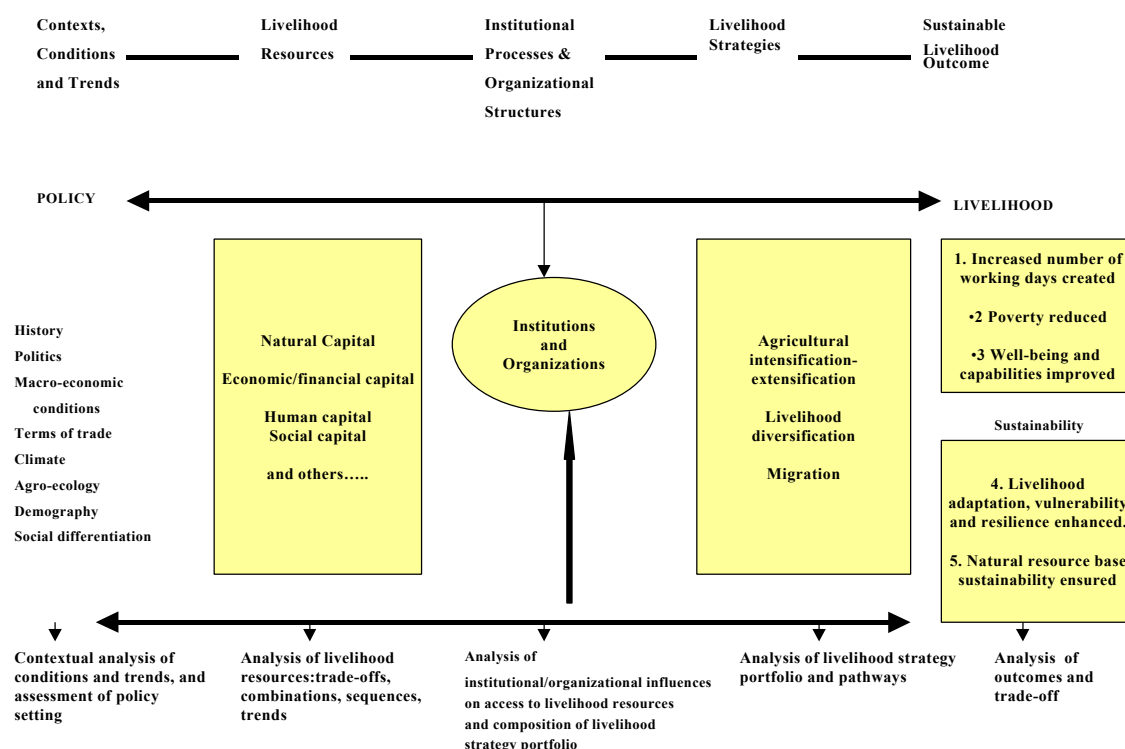 Contexts,
Conditions
and Trends
Livelihood
Resources
Institutional
Processes &
Organizational
Structures
Livelihood
Strategies
Sustainable
Livelihood
Outcome
POLICY
LIVELIHOOD
History
Politics
Macro-economic
conditions
Terms of trade
Climate
Agro-ecology
Demography
Social differentiation
Natural Capital
Economic/financial capital
Human capital
Social capital
and others.....
Institutions
and
Organizations
Agricultural
intensification-
extensification
Livelihood
diversification
Migration
1. Increased number of
working days created
•2 Poverty reduced
•3 Well-being and
capabilities improved
Sustainability
4. Livelihood
adaptation, vulnerability
and resilience enhanced.
5. Natural resource base
sustainability ensured
Contextual analysis of
conditions and trends, and
assessment of policy
setting
Analysis of livelihood
resources:trade-offs,
combinations, sequences,
trends
Analysis of
institutional/organizational influences
on access to livelihood resources
and composition of livelihood
strategy portfolio
Analysis of livelihood strategy
portfolio and pathways
Analysis of
outcomes and
trade-off